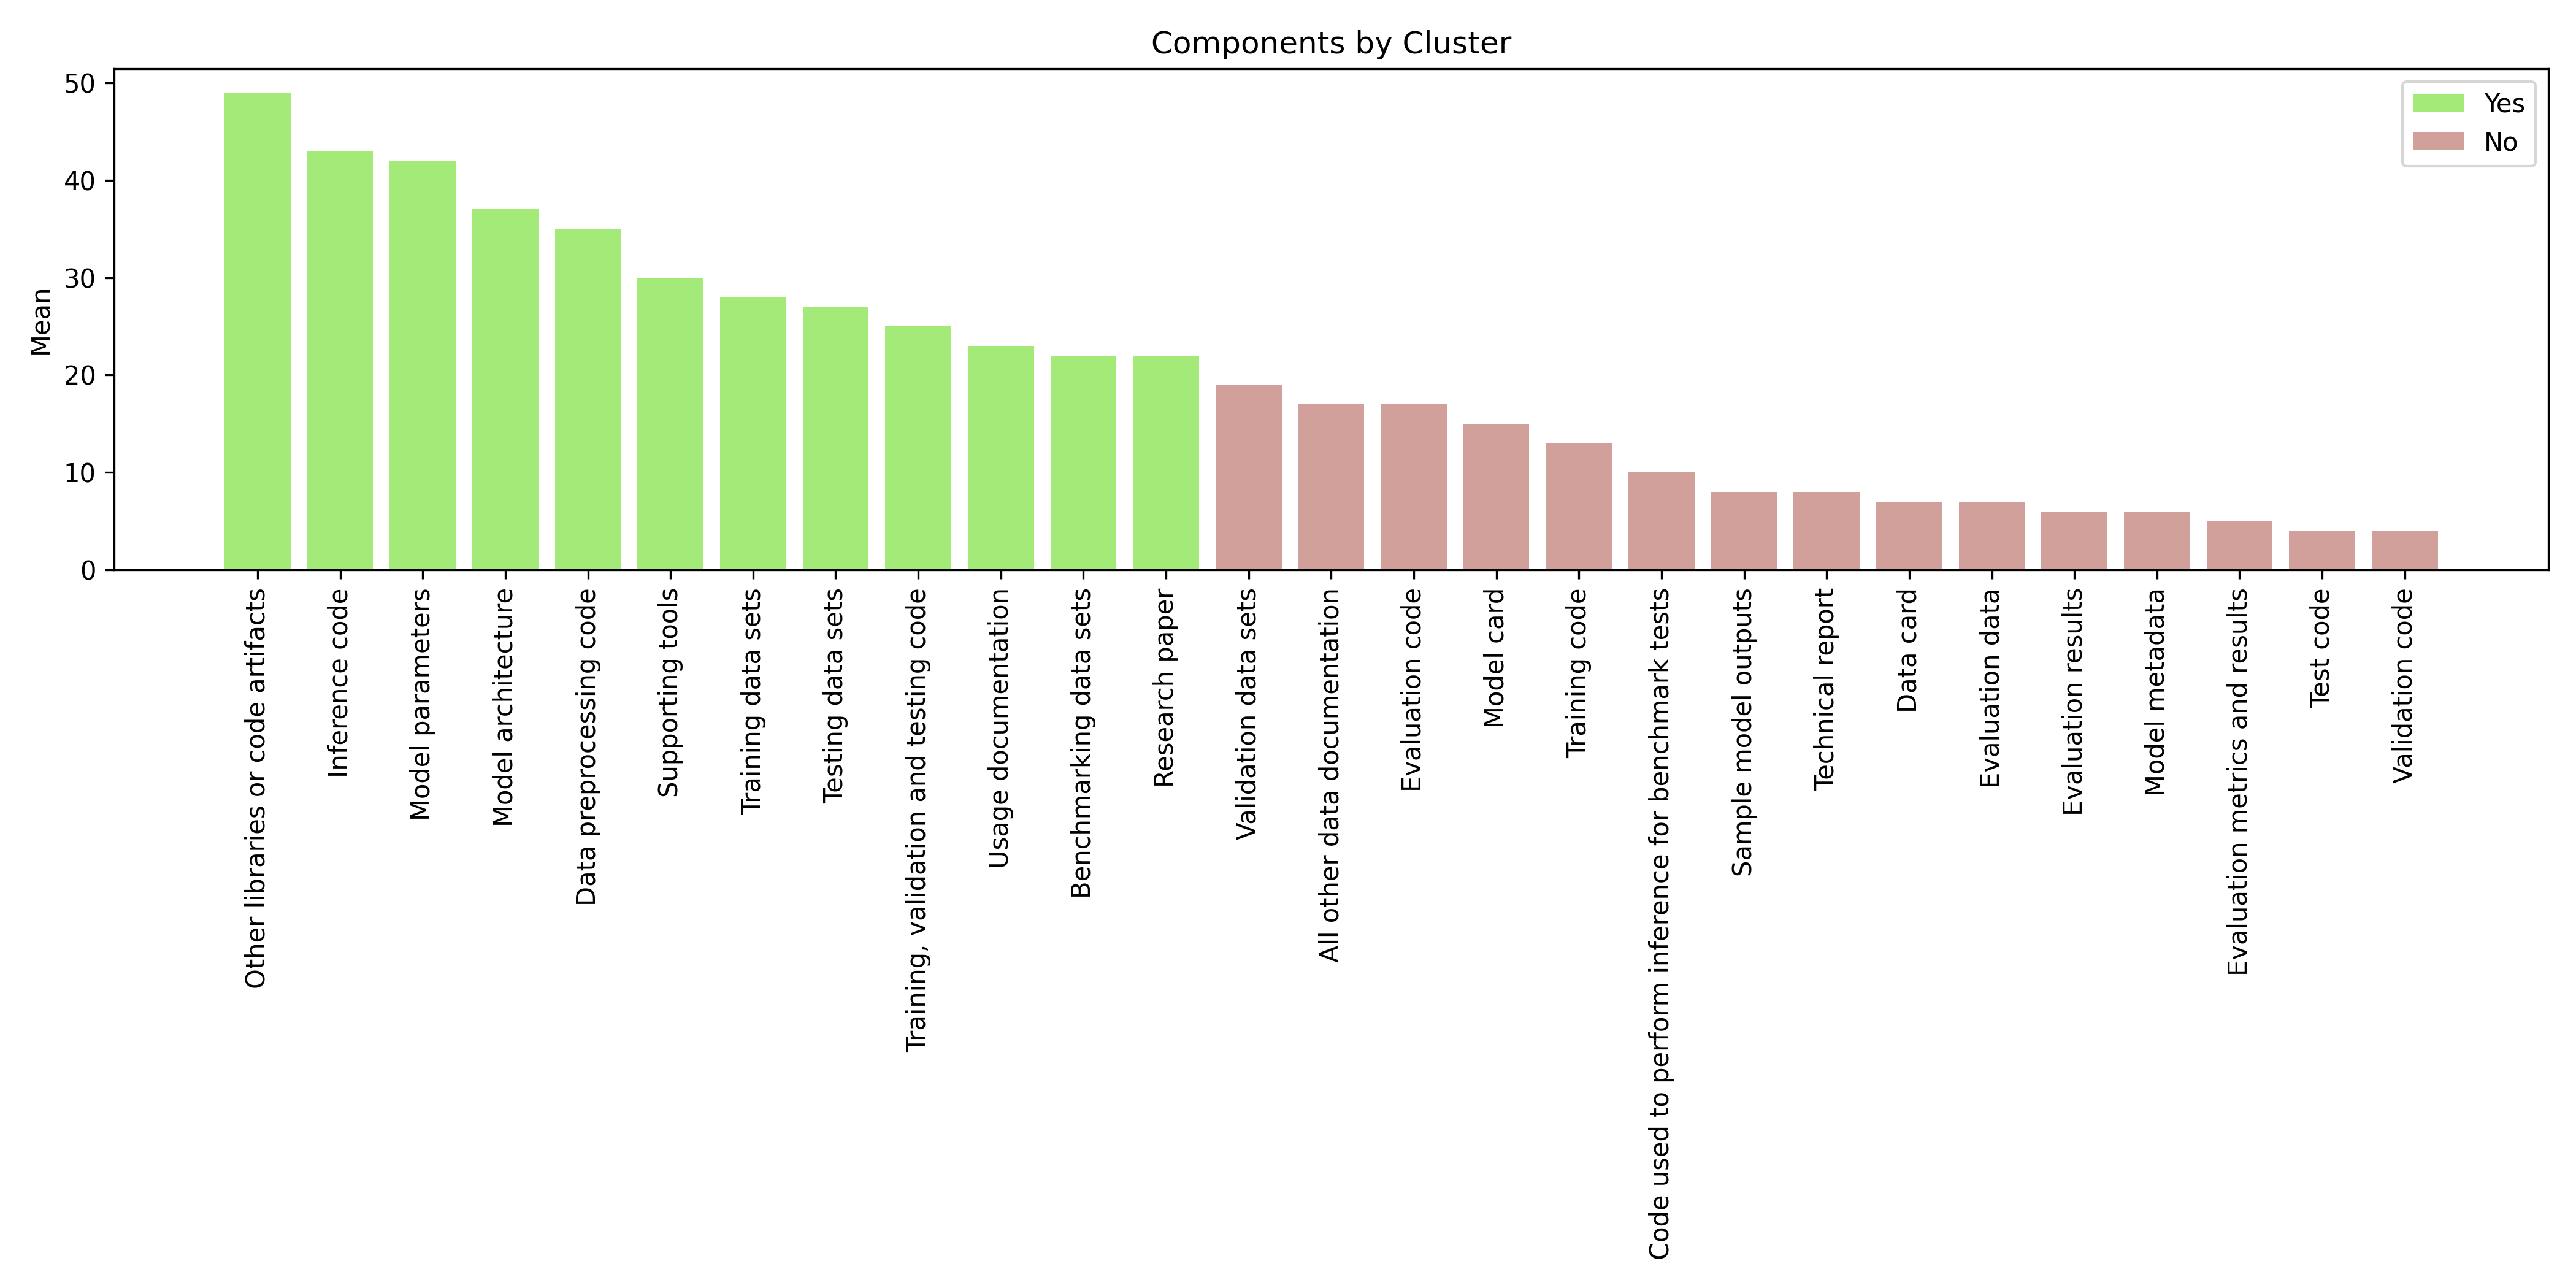 Components by Cluster
50
40
30
20
10
0
Mean
Yes
No
Other libraries or code artifacts
Inference code
Model parameters
Model architecture
Data preprocessing code
Supporting tools
Training data sets
Testing data sets
Training, validation and testing code
Usage documentation
Benchmarking data sets
Research paper
Validation data sets
All other data documentation
Evaluation code
Model card
Training code
Code used to perform inference for benchmark tests
Sample model outputs
Technical report
Data card
Evaluation data
Evaluation results
Model metadata
Evaluation metrics and results
Test code
Validation code